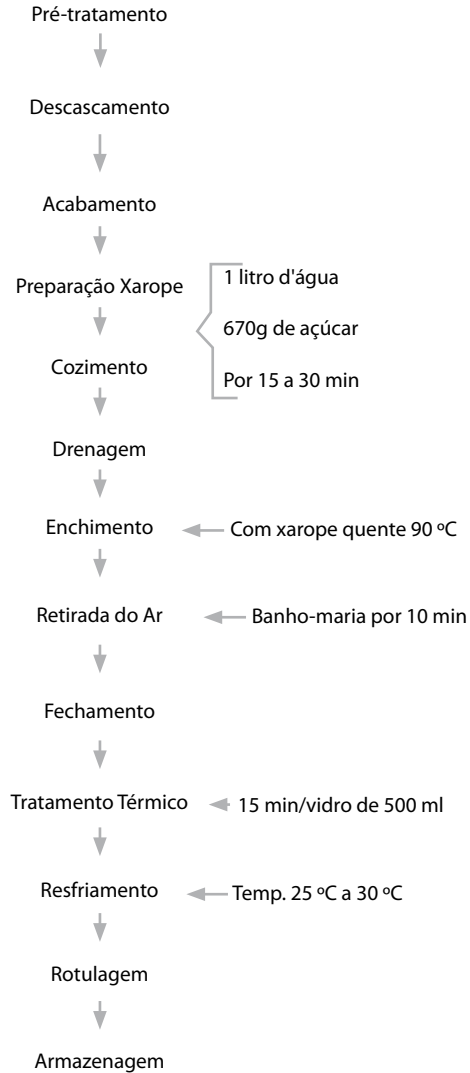 Pré-tratamento
Descascamento
Acabamento
Preparação Xarope
1 litro d'água
670g de açúcar
Por 15 a 30 min
Cozimento
Drenagem
Enchimento
Com xarope quente 90 ºC
Retirada do Ar
Banho-maria por 10 min
Fechamento
Tratamento Térmico
15 min/vidro de 500 ml
Resfriamento
Temp. 25 ºC a 30 ºC
Rotulagem
Armazenagem